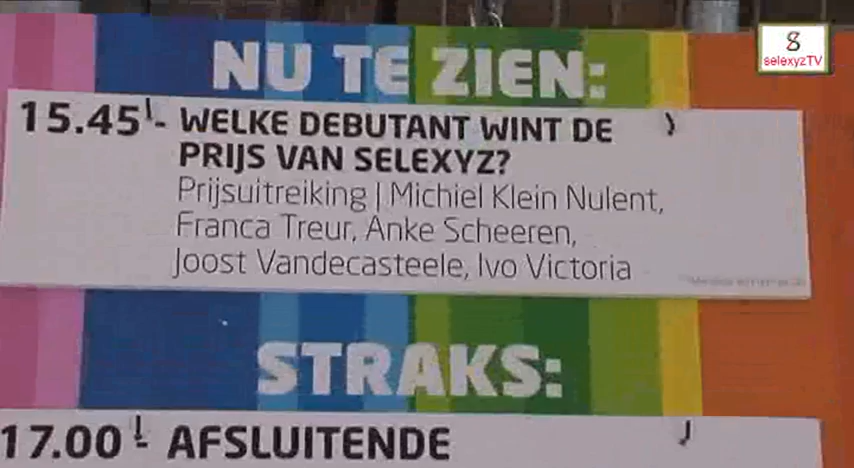 8
selexyzTV
NU TE ZIEN:
15.45 - WELKE DEBUTANT WINT DE
PRIJS VAN SELEXYZ?
Prijsuitreiking | Michiel Klein Nulent,
Franca Treur, Anke Scheeren,
Joost Vandecasteele, Ivo Victoria
STRAKS:
17.00 - AFSLUITENDE